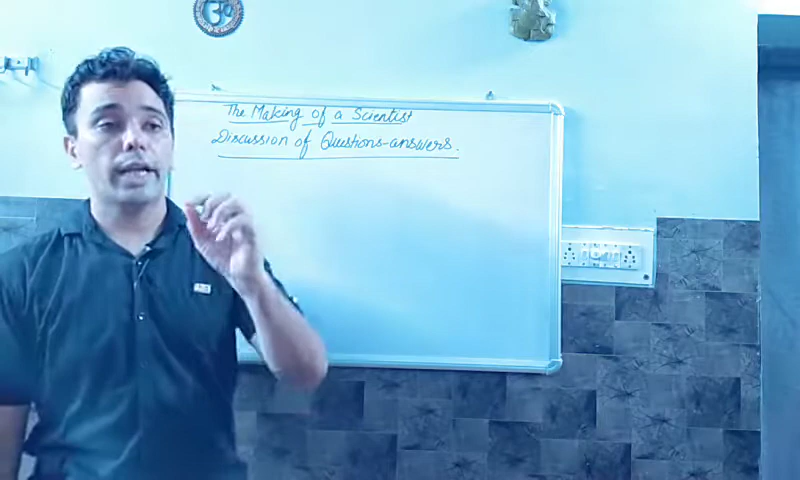 ॐ
The Making of a Scientist
Discussion of Questions-answers.